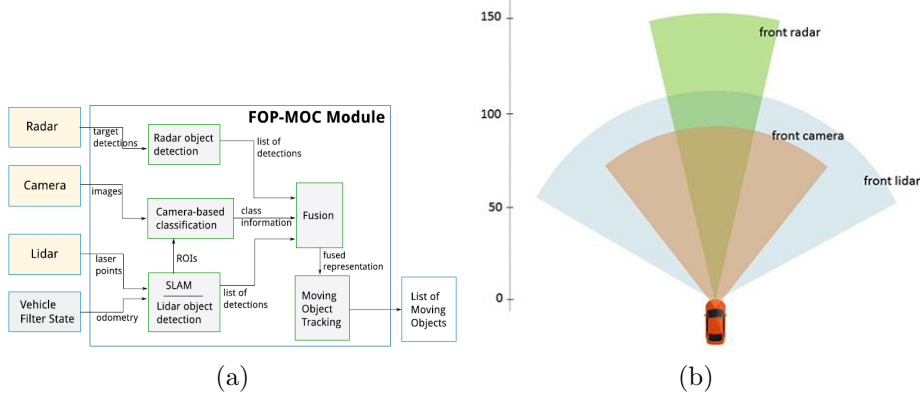 FOP-MOC Module
Radar
target
detections
Radar object
detection
list of
detections
Camera
images
Camera-based
classification
class
information
Fusion
ROIs
Lidar
laser
points
SLAM
Lidar object
detection
list of
detections
fused
representation
Vehicle
Filter State
odometry
Moving
Object
Tracking
List of
Moving
Objects
(a)
150
100
50
0
front radar
front camera
front lidar
(b)